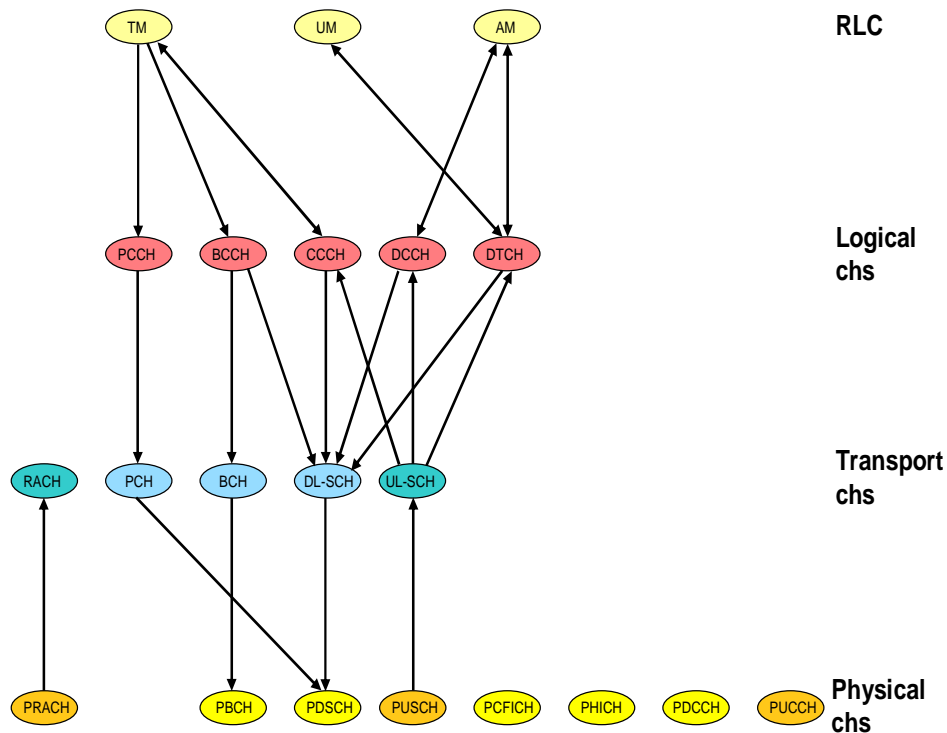 TM UM AM RLC
PCCH BCCH CCCH DCCH DTCH Logical
chs
RACH PCH BCH DL-SCH UL-SCH Transport
chs
PRACH PBCH PDSCH PUSCH PCFICH PHICH PDCCH PUCCH Physical
chs